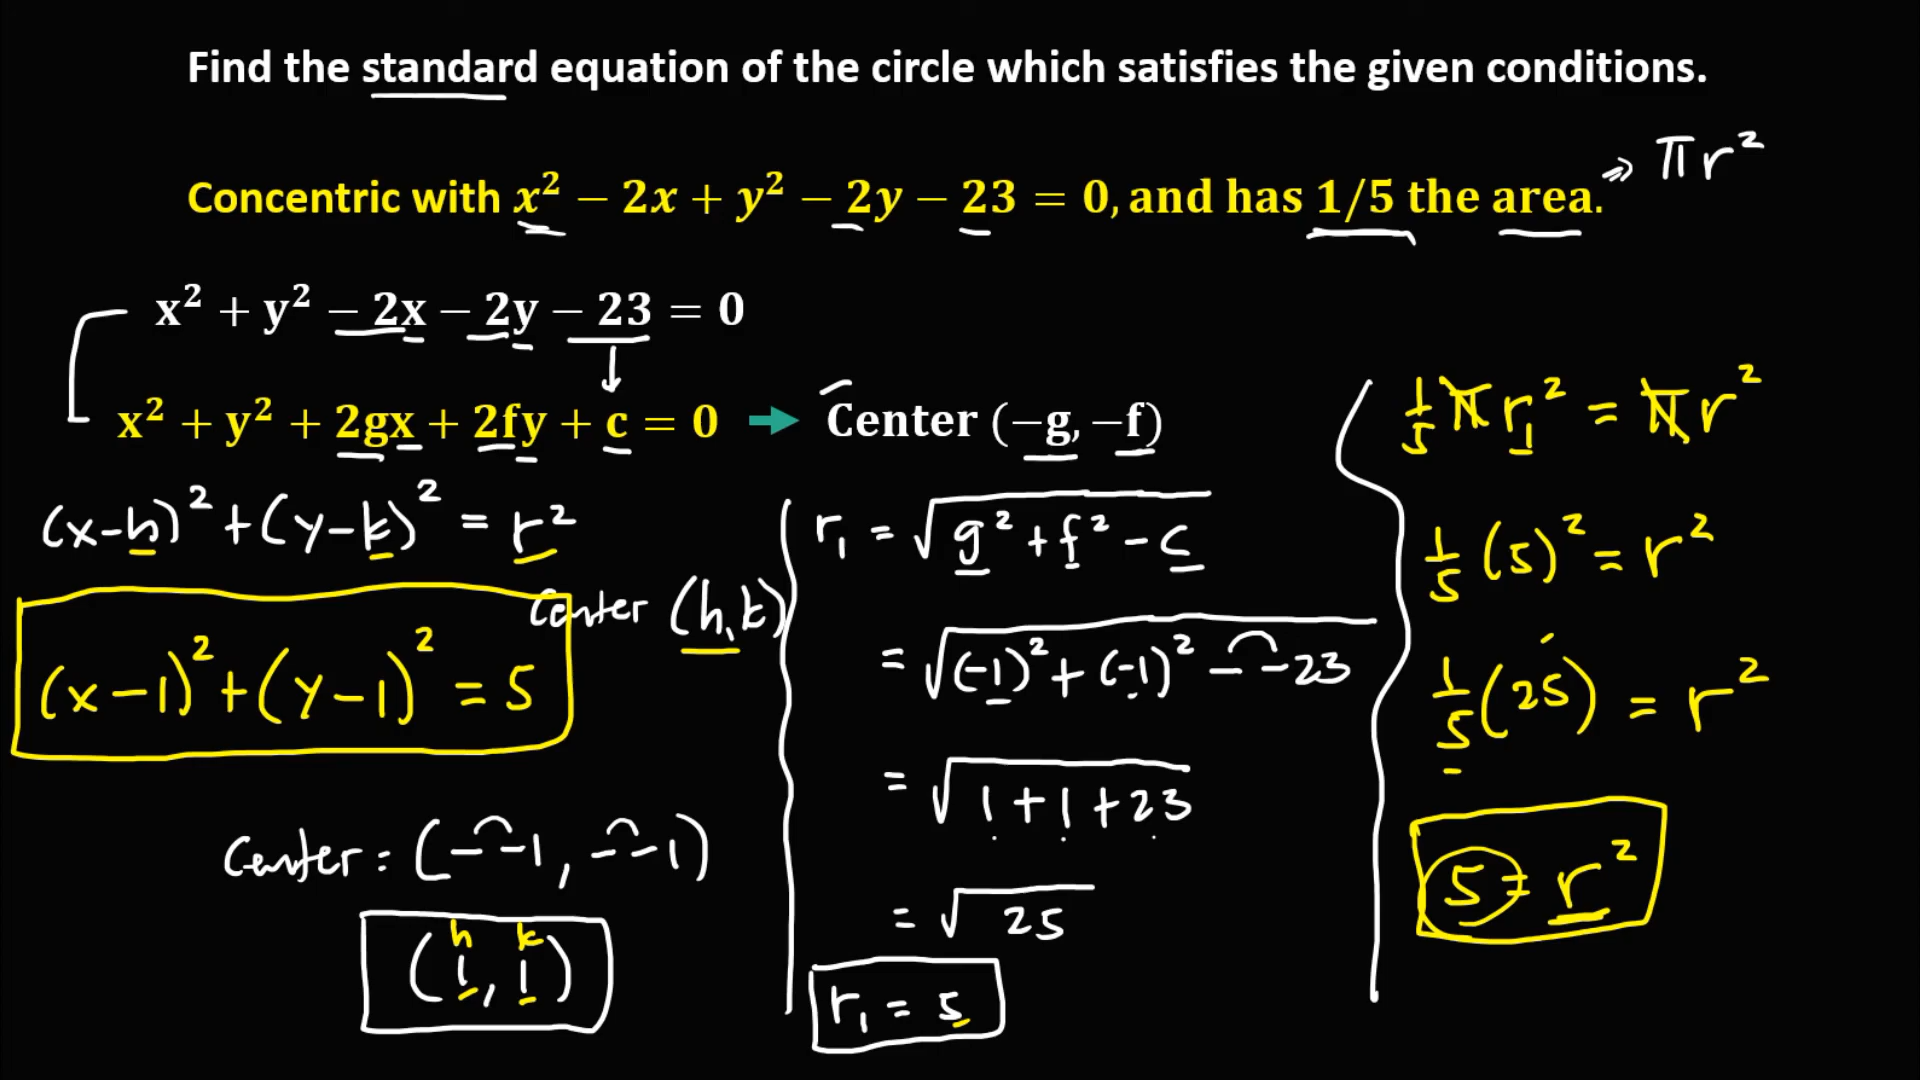 Find the standard equation of the circle which satisfies the given conditions.
Concentric with x² − 2x + y² − 2y − 23 = 0, and has 1/5 the area. ⇒ πr²
x² + y² − 2x − 2y − 23 = 0
x² + y² + 2gx + 2fy + c = 0 → Center (−g, −f)
(x-h)² + (y-k)² = r²
Center (h, k)
(x-1)² + (y-1)² = 5
Center = (--1, --1)
h k
(1, 1)
r₁ = √(g² + f² - c)
= √((-1)² + (-1)² - -23)
= √(1 + 1 + 23)
= √25
r₁ = 5
1/5 πr₁² = πr²
1/5 (5)² = r²
1/5 (25) = r²
5 = r²